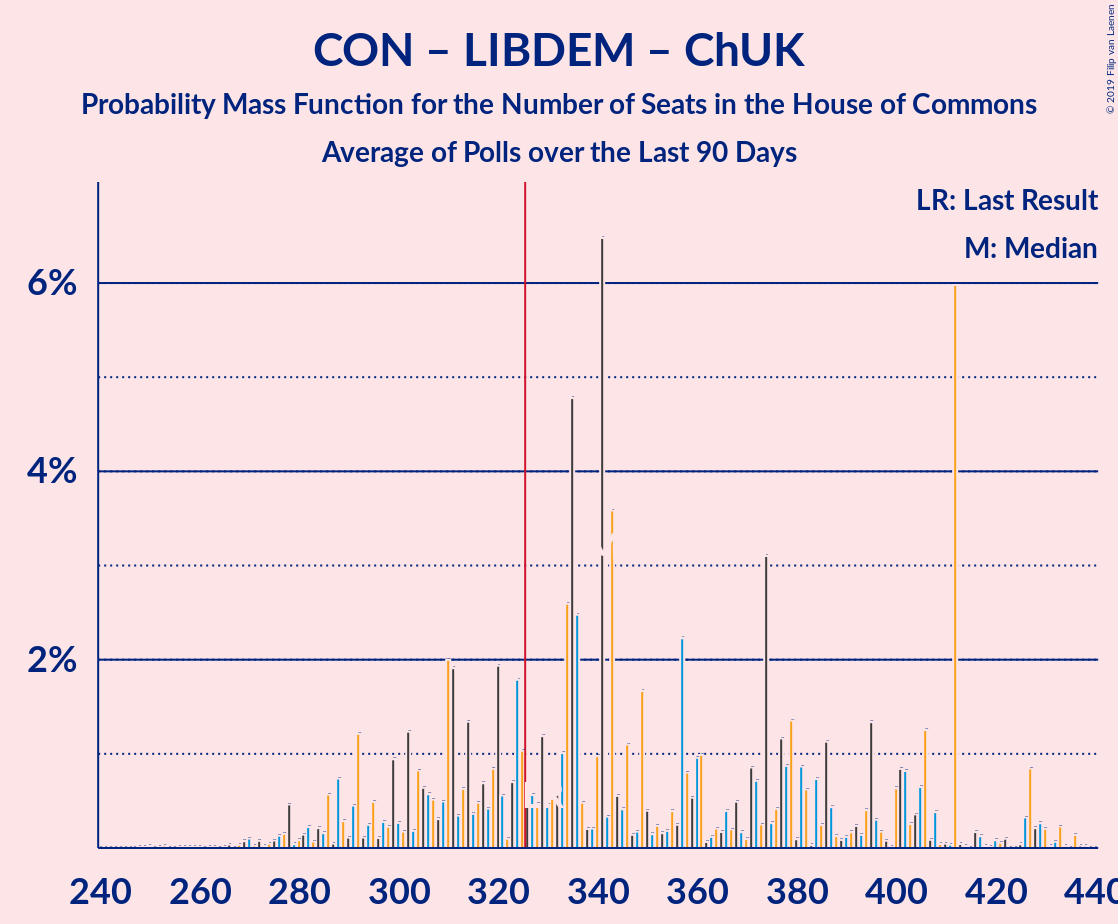 CON – LIBDEM – ChUK
Probability Mass Function for the Number of Seats in the House of Commons
Average of Polls over the Last 90 Days
© 2019 Filip van Laenen
LR: Last Result
M: Median
6%
4%
2%
240 260 280 300 320 340 360 380 400 420 440